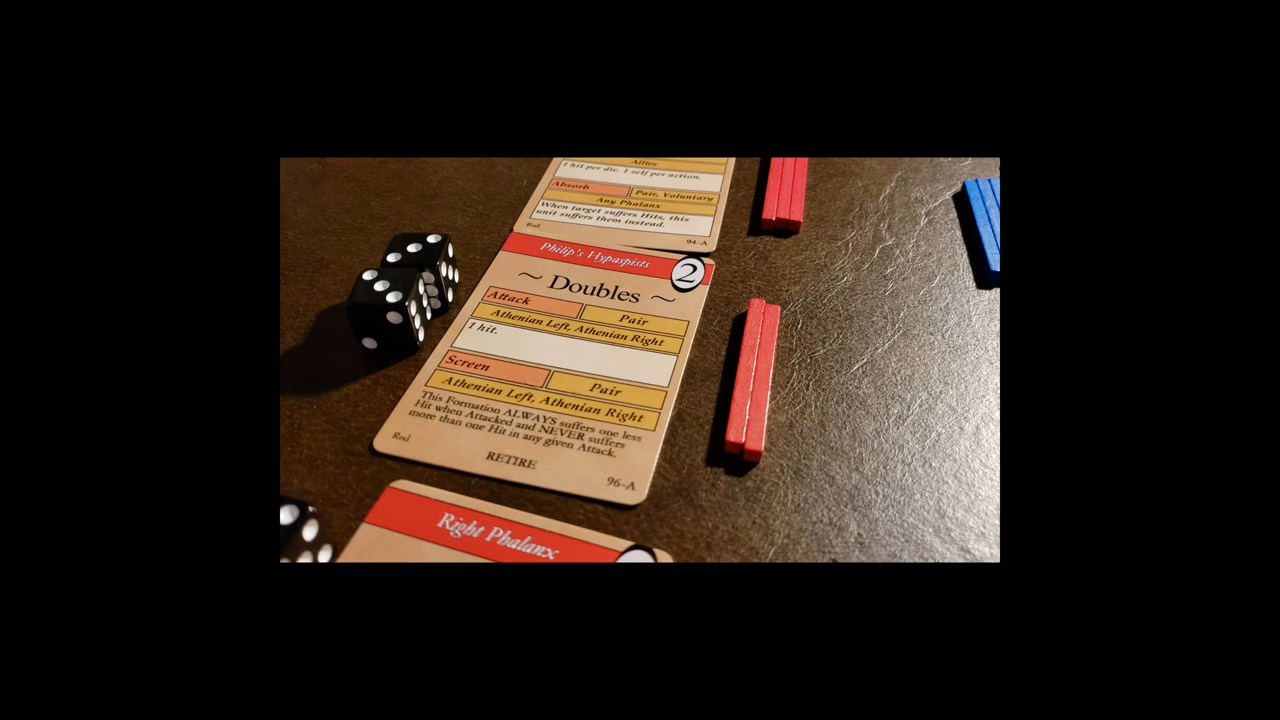 Allies
1 hit per die. 1 self per action.
Absorb Pair, Voluntary
Any Phalanx
When target suffers Hits, this
unit suffers them instead.
Red 94-A
Philip's Hypaspists 2
~ Doubles ~
Attack Pair
Athenian Left, Athenian Right
1 hit.
Screen Pair
Athenian Left, Athenian Right
This Formation ALWAYS suffers one less
Hit when Attacked and NEVER suffers
more than one Hit in any given Attack.
Red
RETIRE
96-A
Right Phalanx